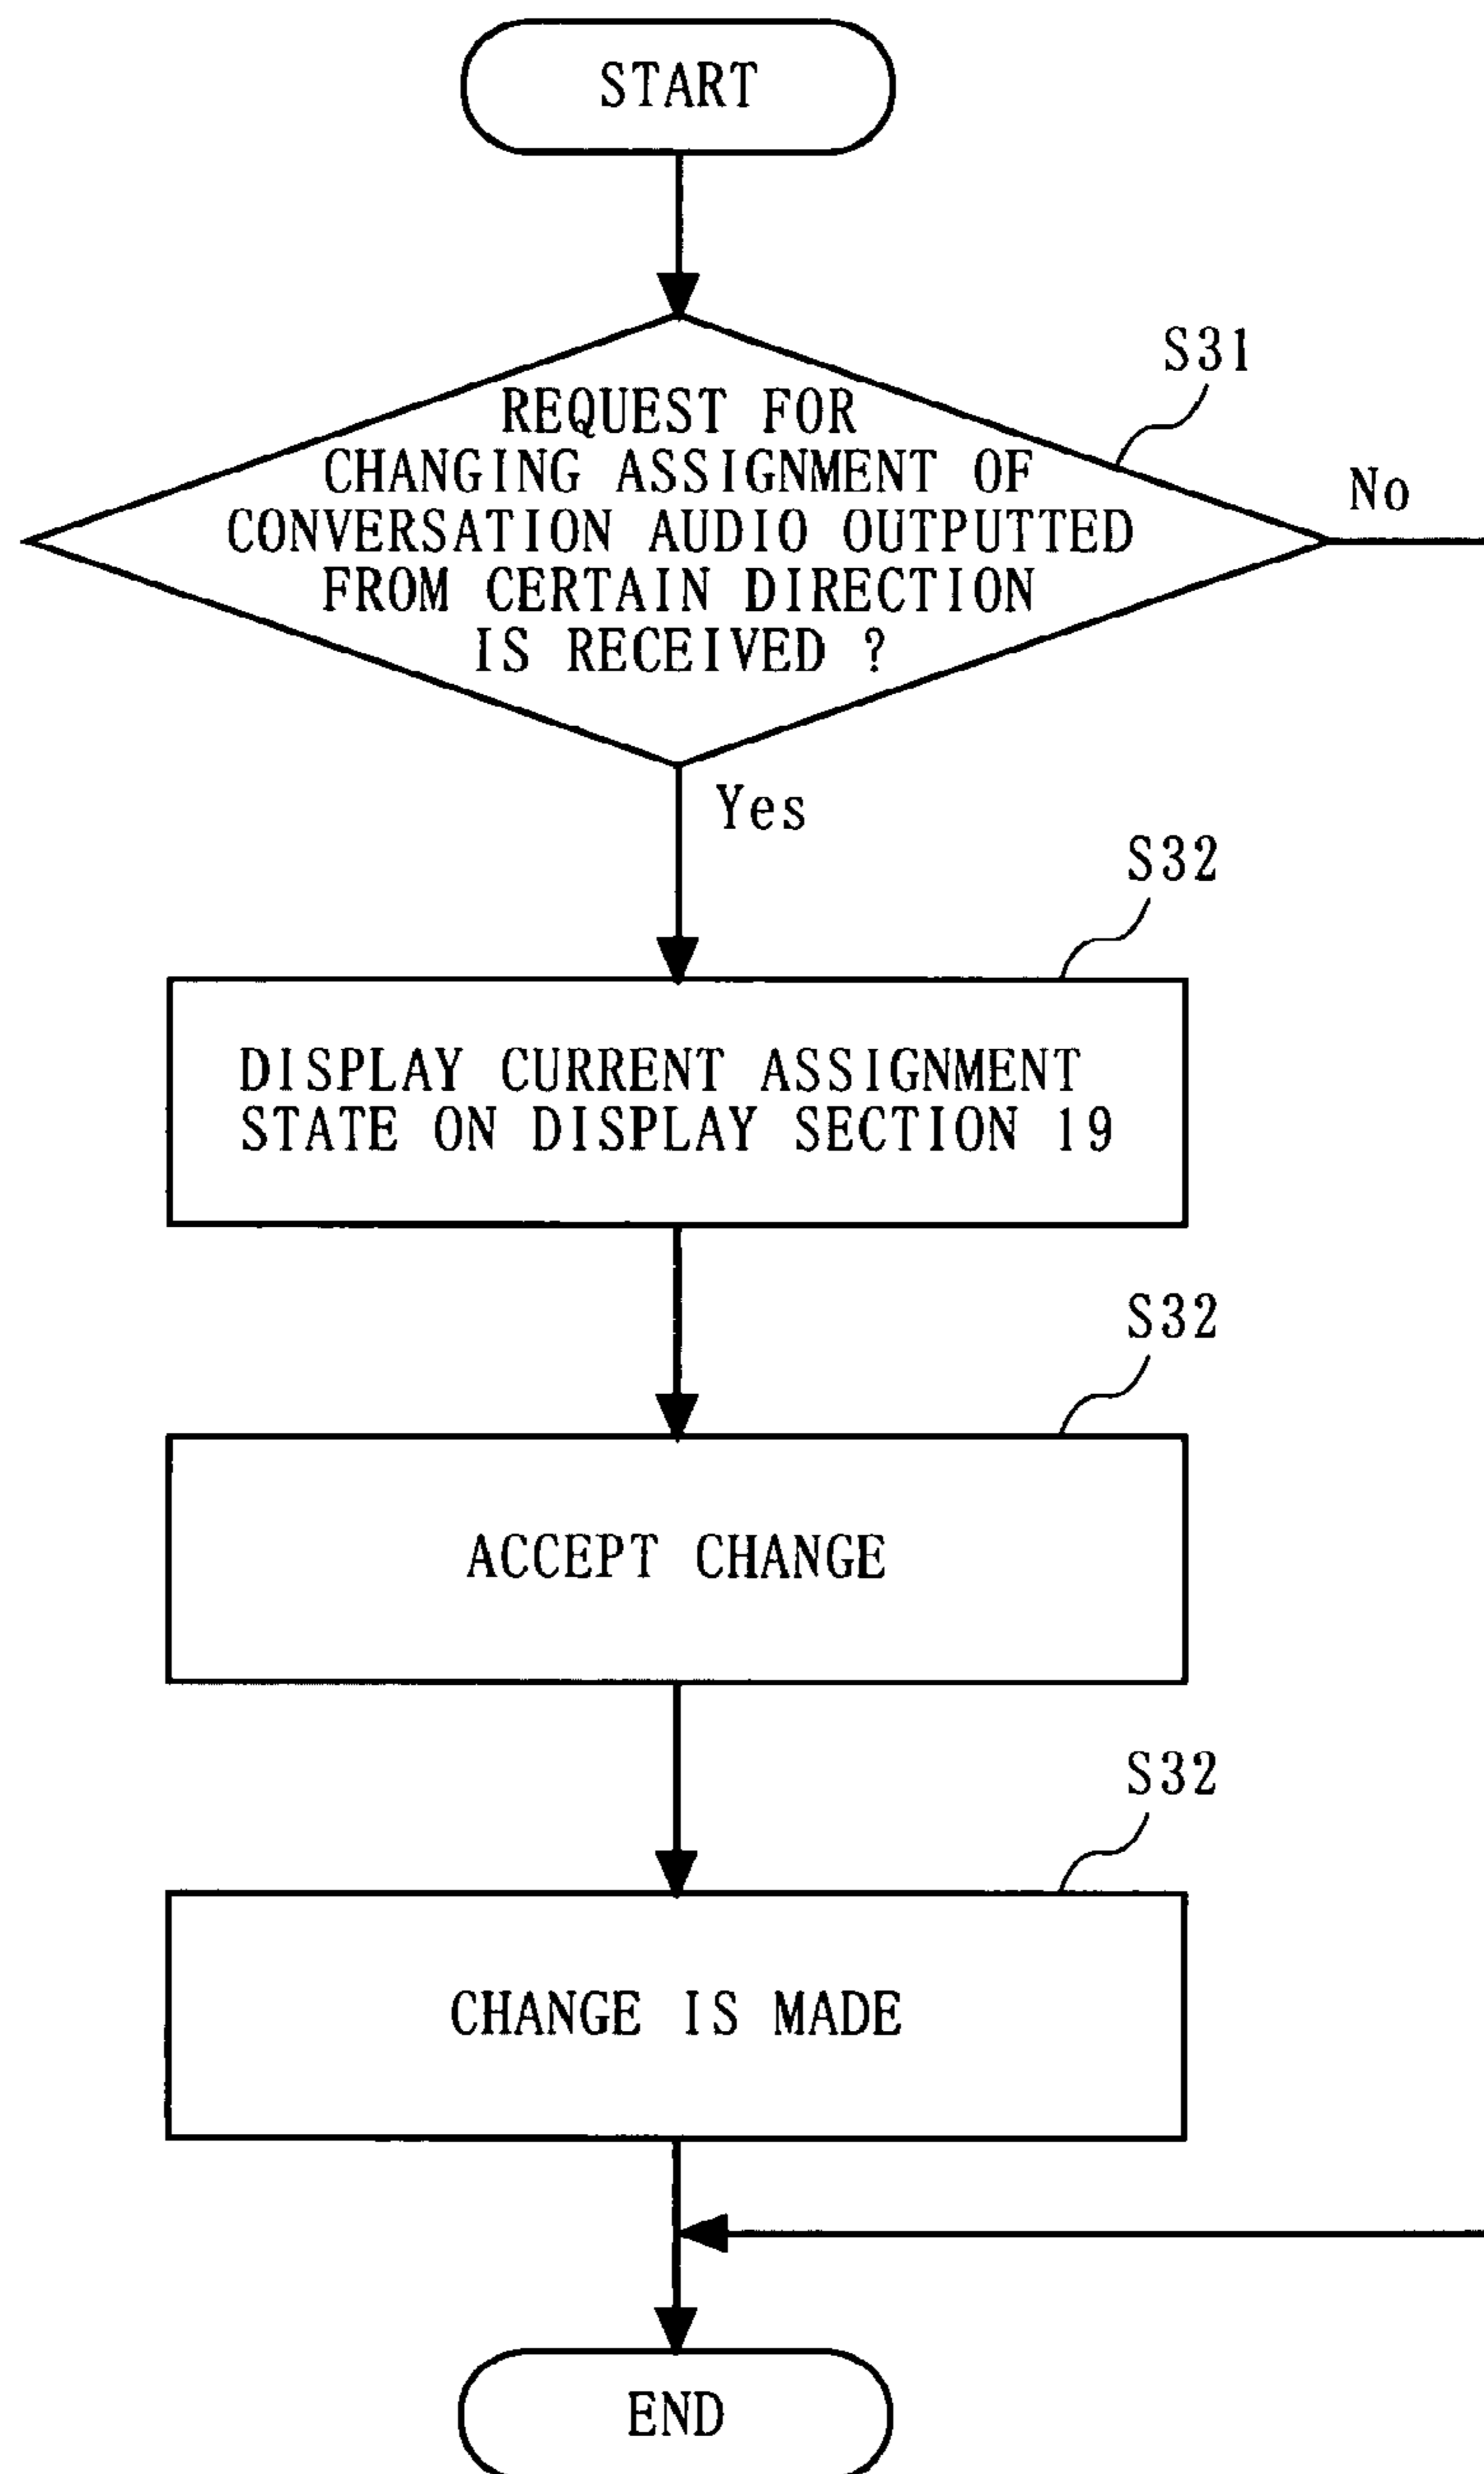 START
S31
REQUEST FOR
CHANGING ASSIGNMENT OF
CONVERSATION AUDIO OUTPUTTED
FROM CERTAIN DIRECTION
IS RECEIVED ?
No
Yes
S32
DISPLAY CURRENT ASSIGNMENT
STATE ON DISPLAY SECTION 19
S32
ACCEPT CHANGE
S32
CHANGE IS MADE
END